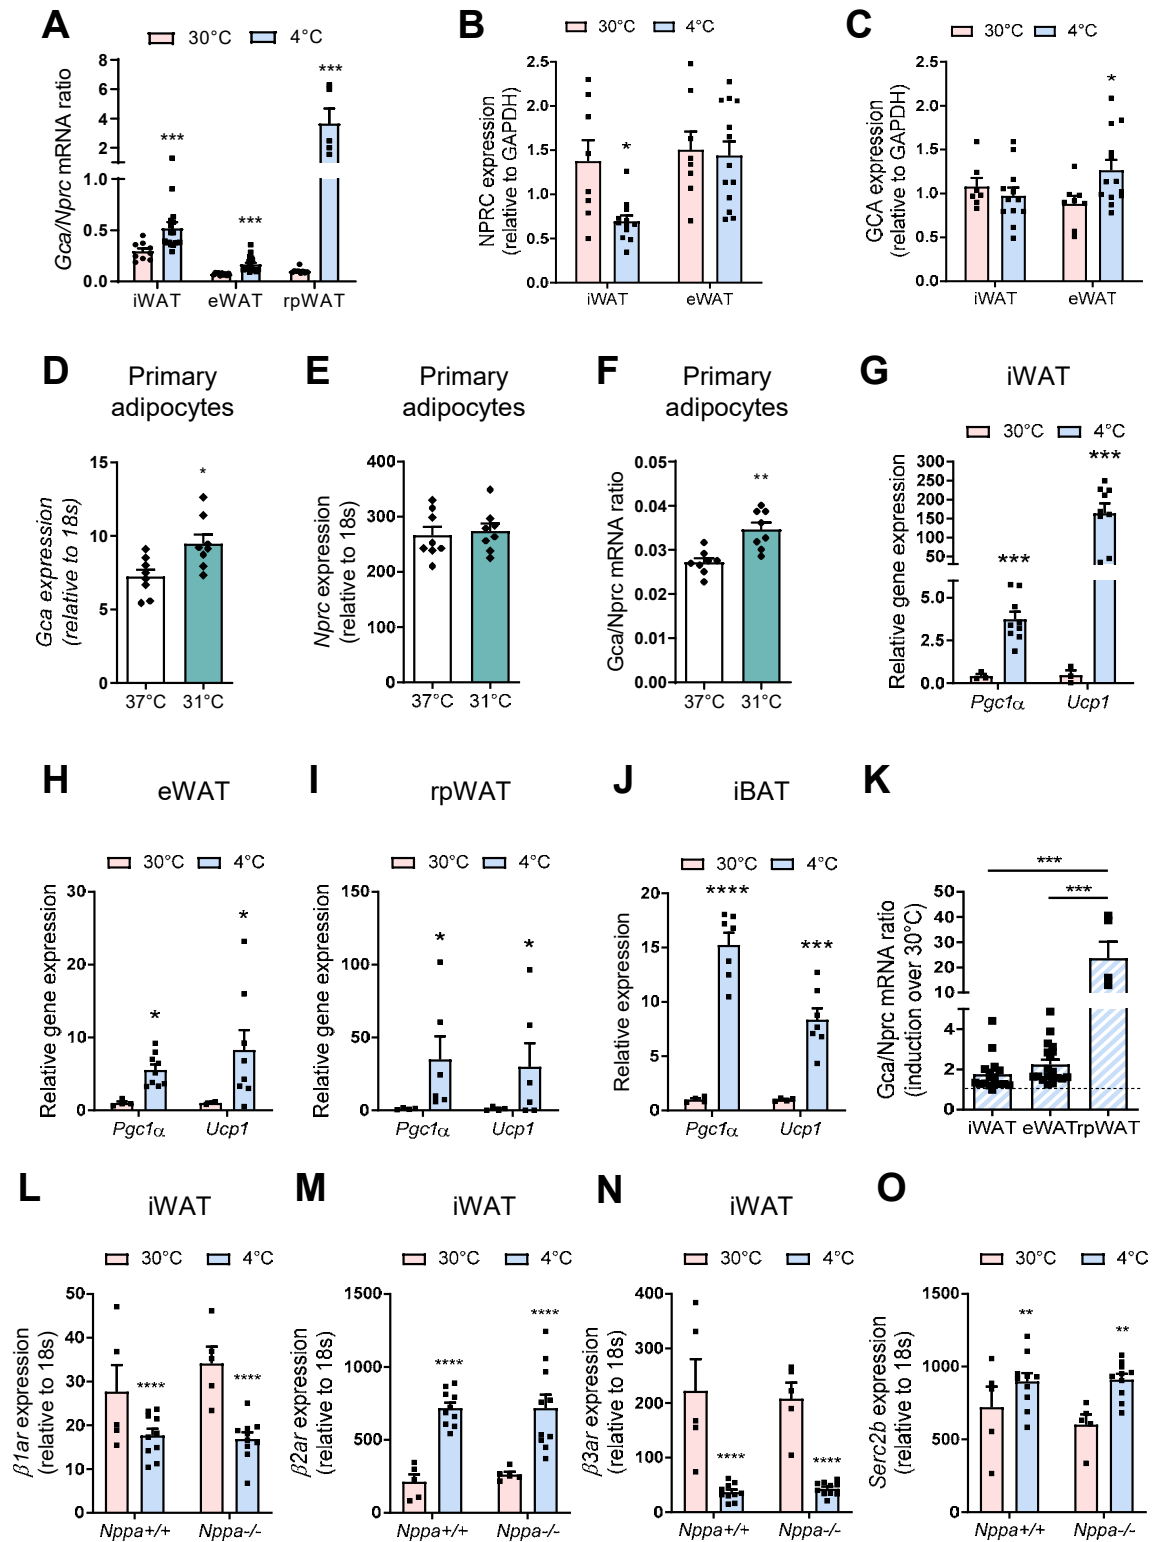 A
30°C 4°C
Gca/Nprc mRNA ratio
8
6
4
2
1.0
0.5
0.0
***
***
***
iWAT eWAT rpWAT
B
30°C 4°C
NPRC expression
(relative to GAPDH)
2.5
2.0
1.5
1.0
0.5
0.0
*
iWAT eWAT
C
30°C 4°C
GCA expression
(relative to GAPDH)
2.5
2.0
1.5
1.0
0.5
0.0
*
iWAT eWAT
D
Primary
adipocytes
Gca expression
(relative to 18s)
15
10
5
0
*
37°C 31°C
E
Primary
adipocytes
Nprc expression
(relative to 18s)
400
300
200
100
0
37°C 31°C
F
Primary
adipocytes
Gca/Nprc mRNA ratio
0.05
0.04
0.03
0.02
0.01
0.00
**
37°C 31°C
G
iWAT
30°C 4°C
Relative gene expression
300
250
200
150
100
50
5.0
2.5
0.0
***
***
Pgc1α Ucp1
H
eWAT
30°C 4°C
Relative gene expression
30
20
10
0
*
*
Pgc1α Ucp1
I
rpWAT
30°C 4°C
Relative gene expression
150
100
50
0
*
*
Pgc1α Ucp1
J
iBAT
30°C 4°C
Relative expression
20
15
10
5
0
****
***
Pgc1α Ucp1
K
Gca/Nprc mRNA ratio
(induction over 30°C)
50
40
30
20
10
4
2
0
***
***
iWAT eWAT rpWAT
L
iWAT
30°C 4°C
β1ar expression
(relative to 18s)
50
40
30
20
10
0
****
****
Nppa+/+ Nppa-/-
M
iWAT
30°C 4°C
β2ar expression
(relative to 18s)
1500
1000
500
0
****
****
Nppa+/+ Nppa-/-
N
iWAT
30°C 4°C
β3ar expression
(relative to 18s)
400
300
200
100
0
****
****
Nppa+/+ Nppa-/-
O
30°C 4°C
Serc2b expression
(relative to 18s)
1500
1000
500
0
**
**
Nppa+/+ Nppa-/-